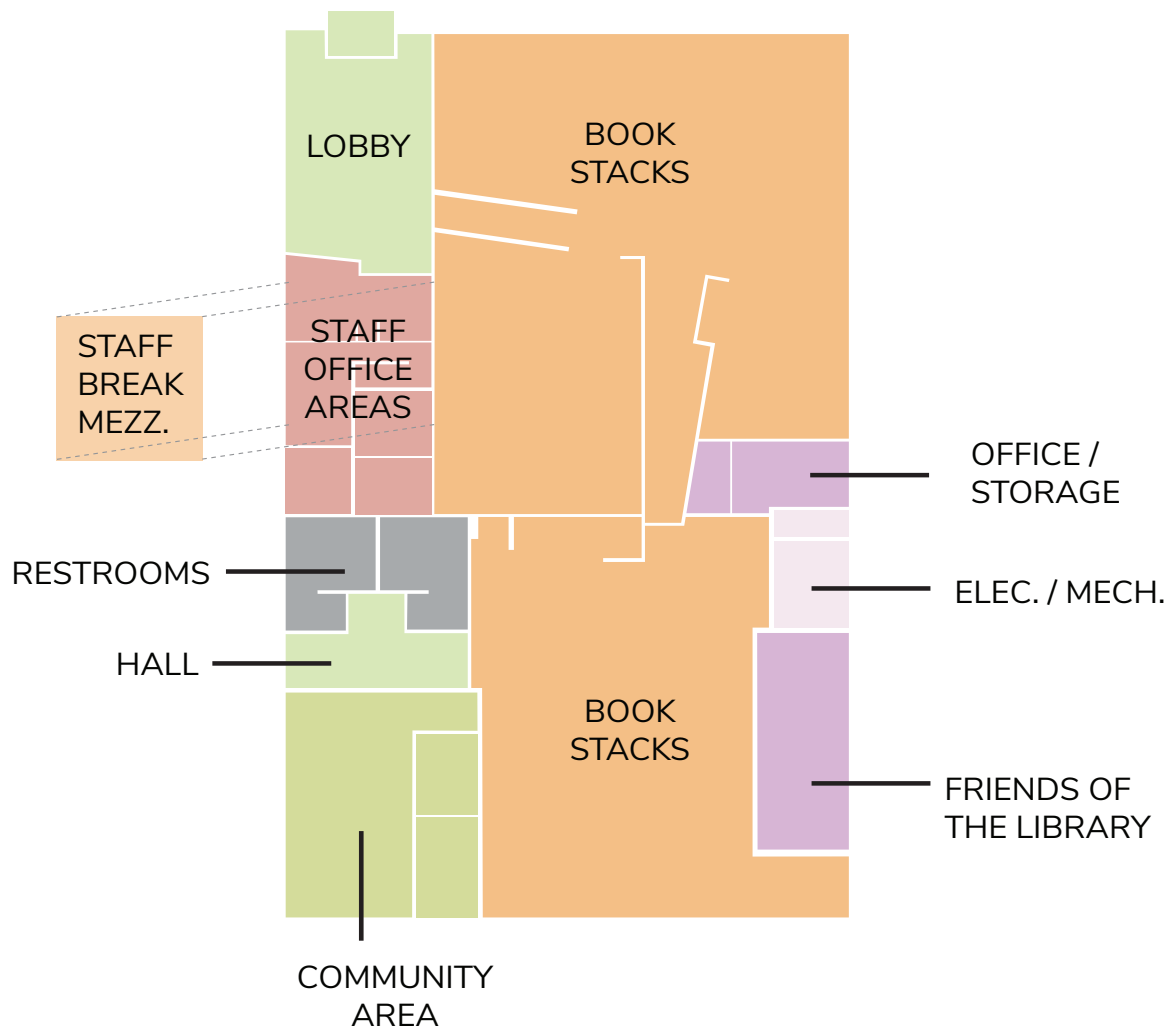 LOBBY
BOOK
STACKS
STAFF
BREAK
MEZZ.
STAFF
OFFICE
AREAS
OFFICE /
STORAGE
RESTROOMS
ELEC. / MECH.
HALL
BOOK
STACKS
FRIENDS OF
THE LIBRARY
COMMUNITY
AREA